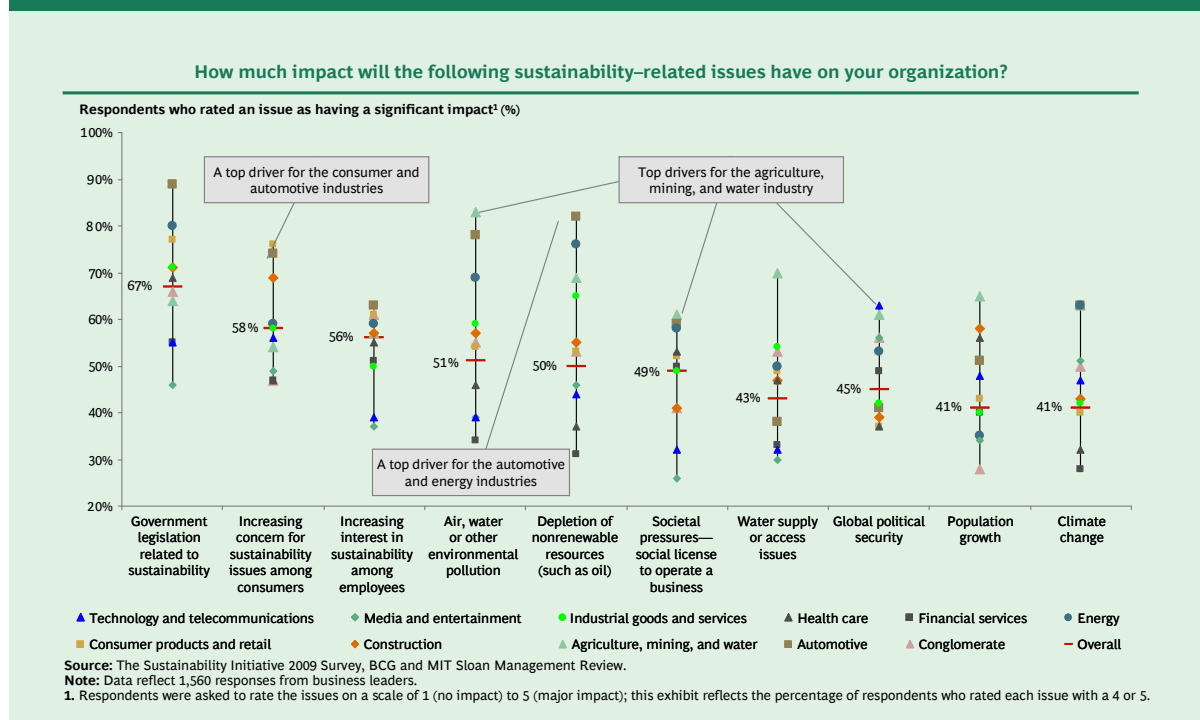 How much impact will the following sustainability–related issues have on your organization?
Respondents who rated an issue as having a significant impact¹ (%)
100%
90%
80%
70%
60%
50%
40%
30%
20%
A top driver for the consumer and
automotive industries
Top drivers for the agriculture,
mining, and water industry
A top driver for the automotive
and energy industries
67%
58%
56%
51%
50%
49%
43%
45%
41%
41%
Government
legislation
related to
sustainability
Increasing
concern for
sustainability
issues among
consumers
Increasing
interest in
sustainability
among
employees
Air, water
or other
environmental
pollution
Depletion of
nonrenewable
resources
(such as oil)
Societal
pressures—
social license
to operate a
business
Water supply
or access
issues
Global political
security
Population
growth
Climate
change
Technology and telecommunications
Media and entertainment
Industrial goods and services
Health care
Financial services
Energy
Consumer products and retail
Construction
Agriculture, mining, and water
Automotive
Conglomerate
Overall
Source: The Sustainability Initiative 2009 Survey, BCG and MIT Sloan Management Review.
Note: Data reflect 1,560 responses from business leaders.
1. Respondents were asked to rate the issues on a scale of 1 (no impact) to 5 (major impact); this exhibit reflects the percentage of respondents who rated each issue with a 4 or 5.